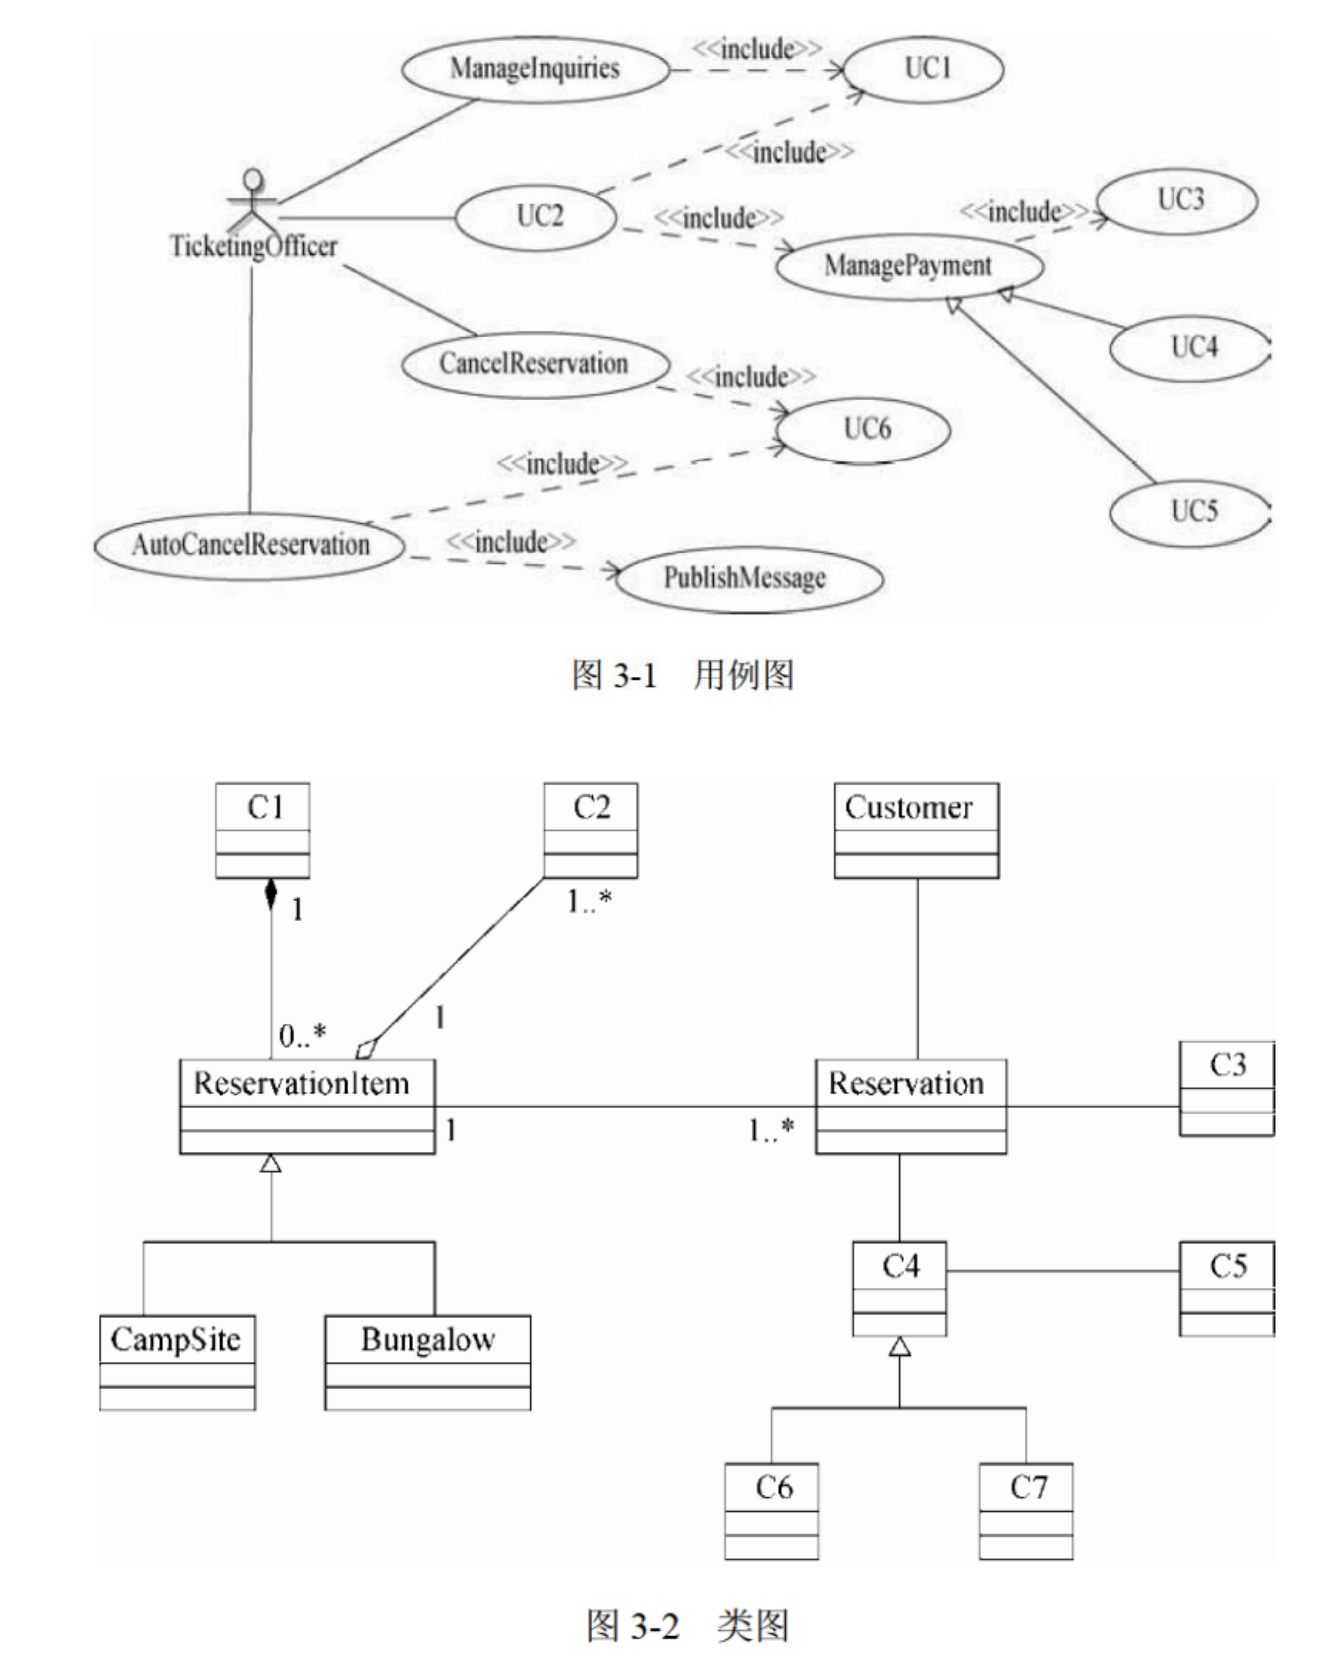 ManageInquiries
<<include>>
UC1
<<include>>
UC2
<<include>>
<<include>>
UC3
TicketingOfficer
ManagePayment
UC4
CancelReservation
<<include>>
UC6
<<include>>
UC5
AutoCancelReservation
<<include>>
PublishMessage
图 3-1 用例图
C1
C2
Customer
1
1..*
1
0..*
ReservationItem
Reservation
C3
1
1..*
C4
C5
CampSite
Bungalow
C6
C7
图 3-2 类图